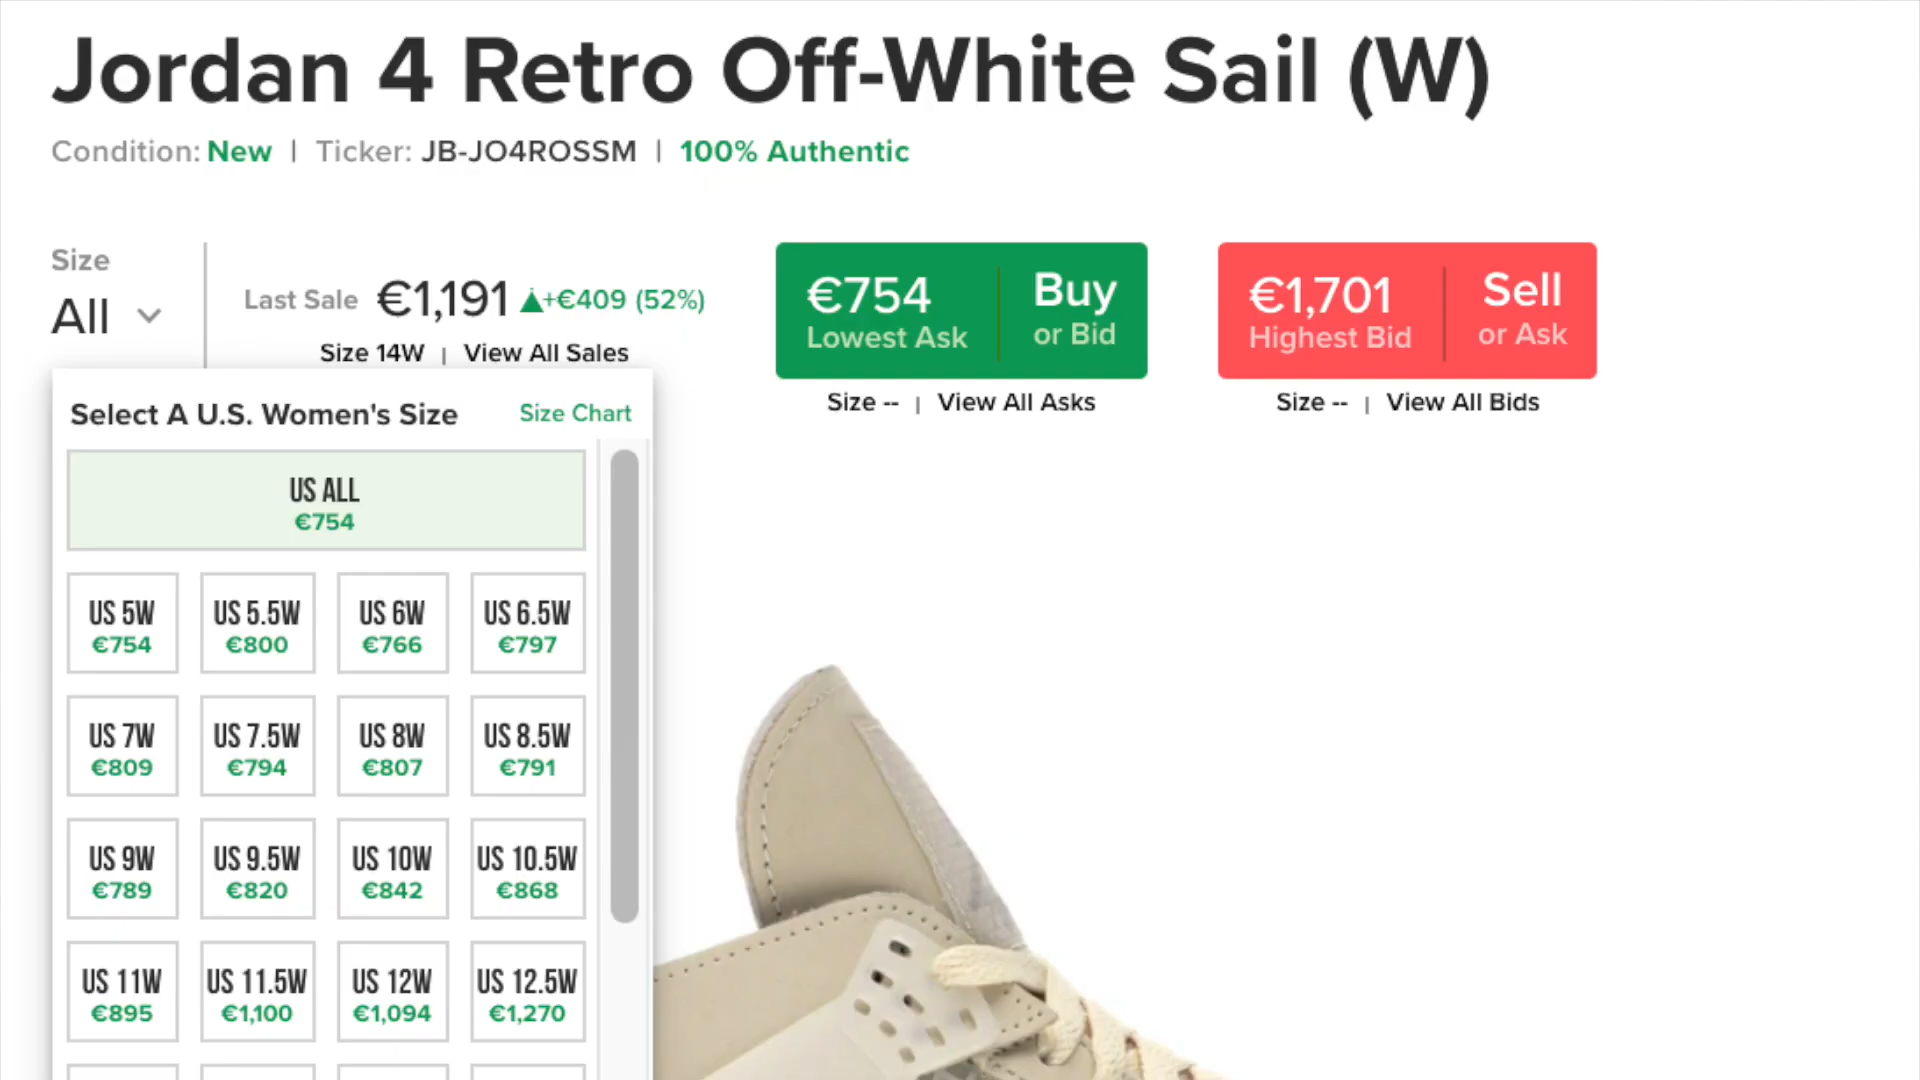 Jordan 4 Retro Off-White Sail (W)
Condition: New | Ticker: JB-JO4ROSSM | 100% Authentic
Size
All
Last Sale €1,191 ▲+€409 (52%)
Size 14W | View All Sales
€754
Lowest Ask
Buy
or Bid
Size -- | View All Asks
€1,701
Highest Bid
Sell
or Ask
Size -- | View All Bids
Select A U.S. Women's Size
Size Chart
US ALL
€754
US 5W US 5.5W US 6W US 6.5W
€754 €800 €766 €797
US 7W US 7.5W US 8W US 8.5W
€809 €794 €807 €791
US 9W US 9.5W US 10W US 10.5W
€789 €820 €842 €868
US 11W US 11.5W US 12W US 12.5W
€895 €1,100 €1,094 €1,270